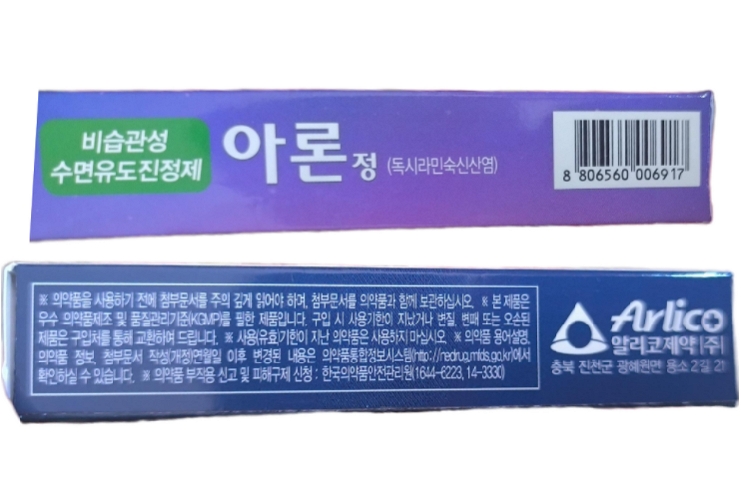 비습관성
수면유도진정제
아론정 (독시라민숙신산염)
8 806560 006917
※ 의약품을 사용하기 전에 첨부문서를 주의 깊게 읽어야 하며, 첨부문서를 의약품과 함께 보관하십시오. ※ 본 제품은
우수 의약품제조 및 품질관리기준(KGMP)를 필한 제품입니다. 구입 시 사용기한이 지났거나 변질, 변패 또는 오손된
제품은 구입처를 통해 교환하여 드립니다. ※ 사용(유효)기한이 지난 의약품은 사용하지 마십시오 ※ 의약품 용어설명,
의약품 정보, 첨부문서 작성(개정)연월일 이후 변경된 내용은 의약품통합정보시스템(http://nedrug.mfds.go.kr)에서
확인하실 수 있습니다. ※ 의약품 부작용 신고 및 피해구제 신청 : 한국의약품안전관리원(1644-6223, 14-3330)
Arlico
알리코제약(주)
충북 진천군 광혜원면 용소2길 21